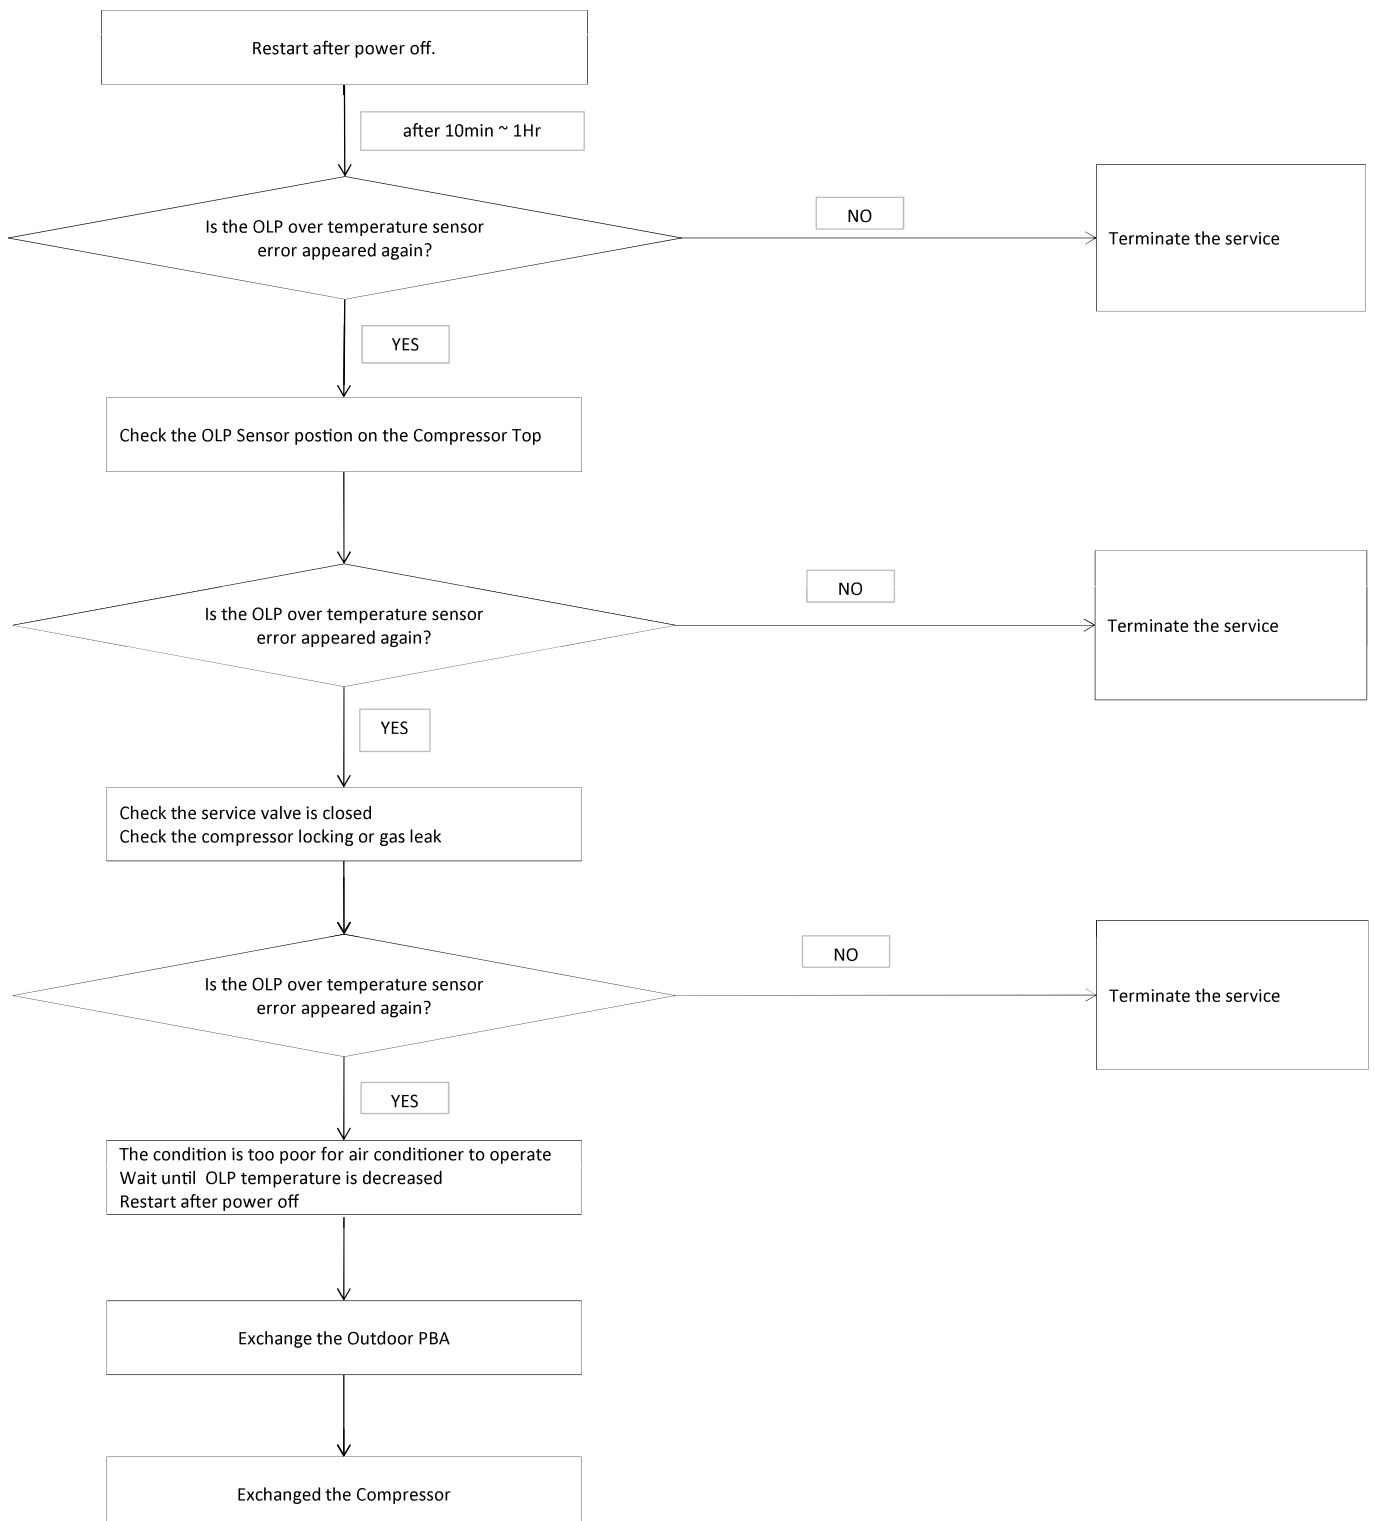 Restart after power off.
after 10min ~ 1Hr
Is the OLP over temperature sensor
error appeared again?
NO
Terminate the service
YES
Check the OLP Sensor postion on the Compressor Top
Is the OLP over temperature sensor
error appeared again?
NO
Terminate the service
YES
Check the service valve is closed
Check the compressor locking or gas leak
Is the OLP over temperature sensor
error appeared again?
NO
Terminate the service
YES
The condition is too poor for air conditioner to operate
Wait until  OLP temperature is decreased
Restart after power off
Exchange the Outdoor PBA
Exchanged the Compressor